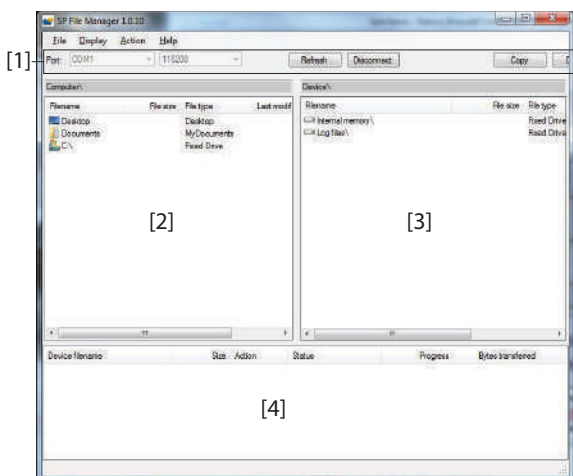 SP File Manager 1.0.10
File Display Action Help
[1]
Port: COM1 115200 Refresh Disconnect Copy
Computer\ Device\
Filename File size File type Last modif Filename File size File type
Desktop Desktop Internal memory\ Fixed Drive
Documents MyDocuments Log files\ Fixed Drive
C:\ Fixed Drive
[2] [3]
Device filename Size Action Status Progress Bytes transferred
[4]